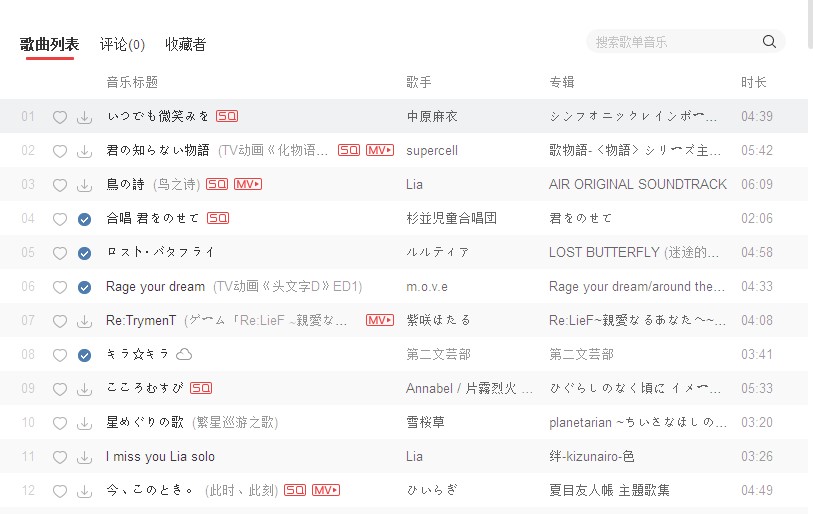 歌曲列表 评论(0) 收藏者 搜索歌单音乐
音乐标题 歌手 专辑 时长
01 いつでも微笑みを SQ 中原麻衣 シンフォニックレインボー... 04:39
02 君の知らない物語 (TV动画《化物语... SQ MV supercell 歌物語-〈物語〉シリーズ主... 05:42
03 鳥の詩 (鸟之诗) SQ MV Lia AIR ORIGINAL SOUNDTRACK 06:09
04 合唱 君をのせて SQ 杉並児童合唱団 君をのせて 02:06
05 ロスト·バタフライ ルルティア LOST BUTTERFLY (迷途的... 04:58
06 Rage your dream (TV动画《头文字D》ED1) m.o.v.e Rage your dream/around the... 04:33
07 Re:TrymenT (ゲーム「Re:LieF ~親愛な... MV 紫咲ほたる Re:LieF~親愛なるあなたへ~... 04:08
08 キラ☆キラ 第二文芸部 第二文芸部 03:41
09 こころむすび SQ Annabel / 片霧烈火 ... ひぐらしのなく頃に イメー... 05:33
10 星めぐりの歌 (繁星巡游之歌) 雪桜草 planetarian ~ちいさなほしの... 03:20
11 I miss you Lia solo Lia 绊-kizunairo-色 03:26
12 今、このとき。 (此时、此刻) SQ MV ひいらぎ 夏目友人帳 主題歌集 04:49